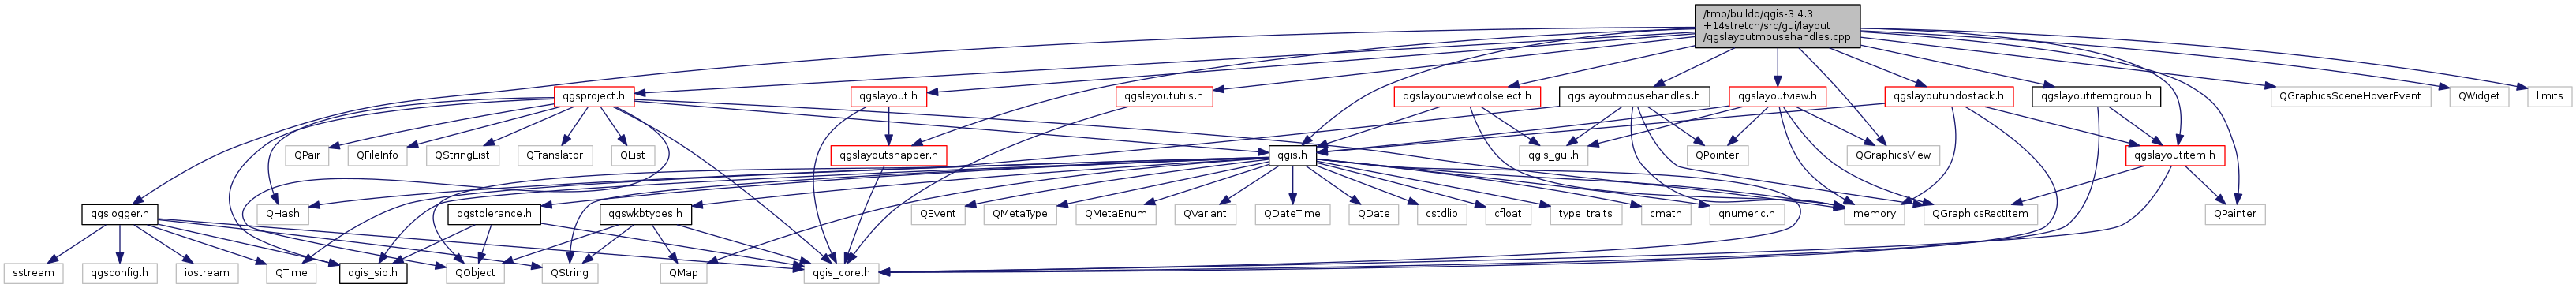 /tmp/buildd/qgis-3.4.3
+14stretch/src/gui/layout
/qgslayoutmousehandles.cpp
qgsproject.h
qgslayout.h
qgslayoututils.h
qgslayoutviewtoolselect.h
qgslayoutmousehandles.h
qgslayoutview.h
qgslayoutundostack.h
qgslayoutitemgroup.h
QGraphicsSceneHoverEvent
QWidget
limits
QPair
QFileInfo
QStringList
QTranslator
QList
qgslayoutsnapper.h
qgis.h
qgis_gui.h
QPointer
QGraphicsView
qgslayoutitem.h
qgslogger.h
QHash
qgstolerance.h
qgswkbtypes.h
QEvent
QMetaType
QMetaEnum
QVariant
QDateTime
QDate
cstdlib
cfloat
type_traits
cmath
qnumeric.h
memory
QGraphicsRectItem
QPainter
sstream
qgsconfig.h
iostream
QTime
qgis_sip.h
QObject
QString
QMap
qgis_core.h